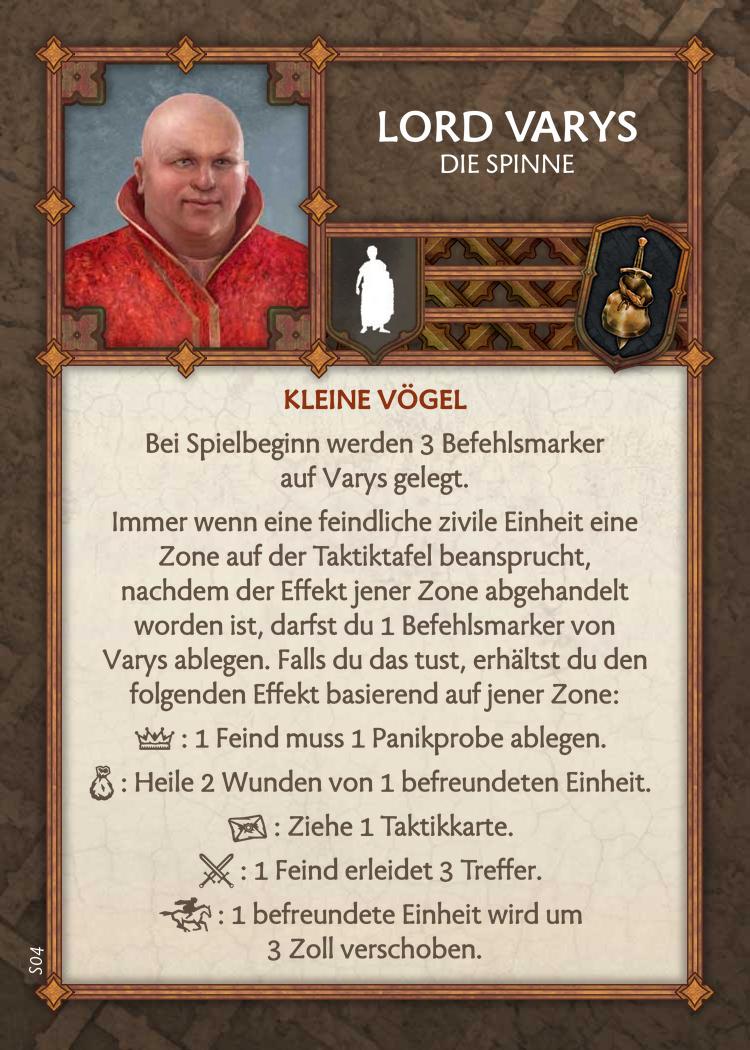 LORD VARYS
DIE SPINNE
KLEINE VÖGEL
Bei Spielbeginn werden 3 Befehlsmarker
auf Varys gelegt.
Immer wenn eine feindliche zivile Einheit eine
Zone auf der Taktiktafel beansprucht,
nachdem der Effekt jener Zone abgehandelt
worden ist, darfst du 1 Befehlsmarker von
Varys ablegen. Falls du das tust, erhältst du den
folgenden Effekt basierend auf jener Zone:
: 1 Feind muss 1 Panikprobe ablegen.
: Heile 2 Wunden von 1 befreundeten Einheit.
: Ziehe 1 Taktikkarte.
: 1 Feind erleidet 3 Treffer.
: 1 befreundete Einheit wird um
3 Zoll verschoben.
S04